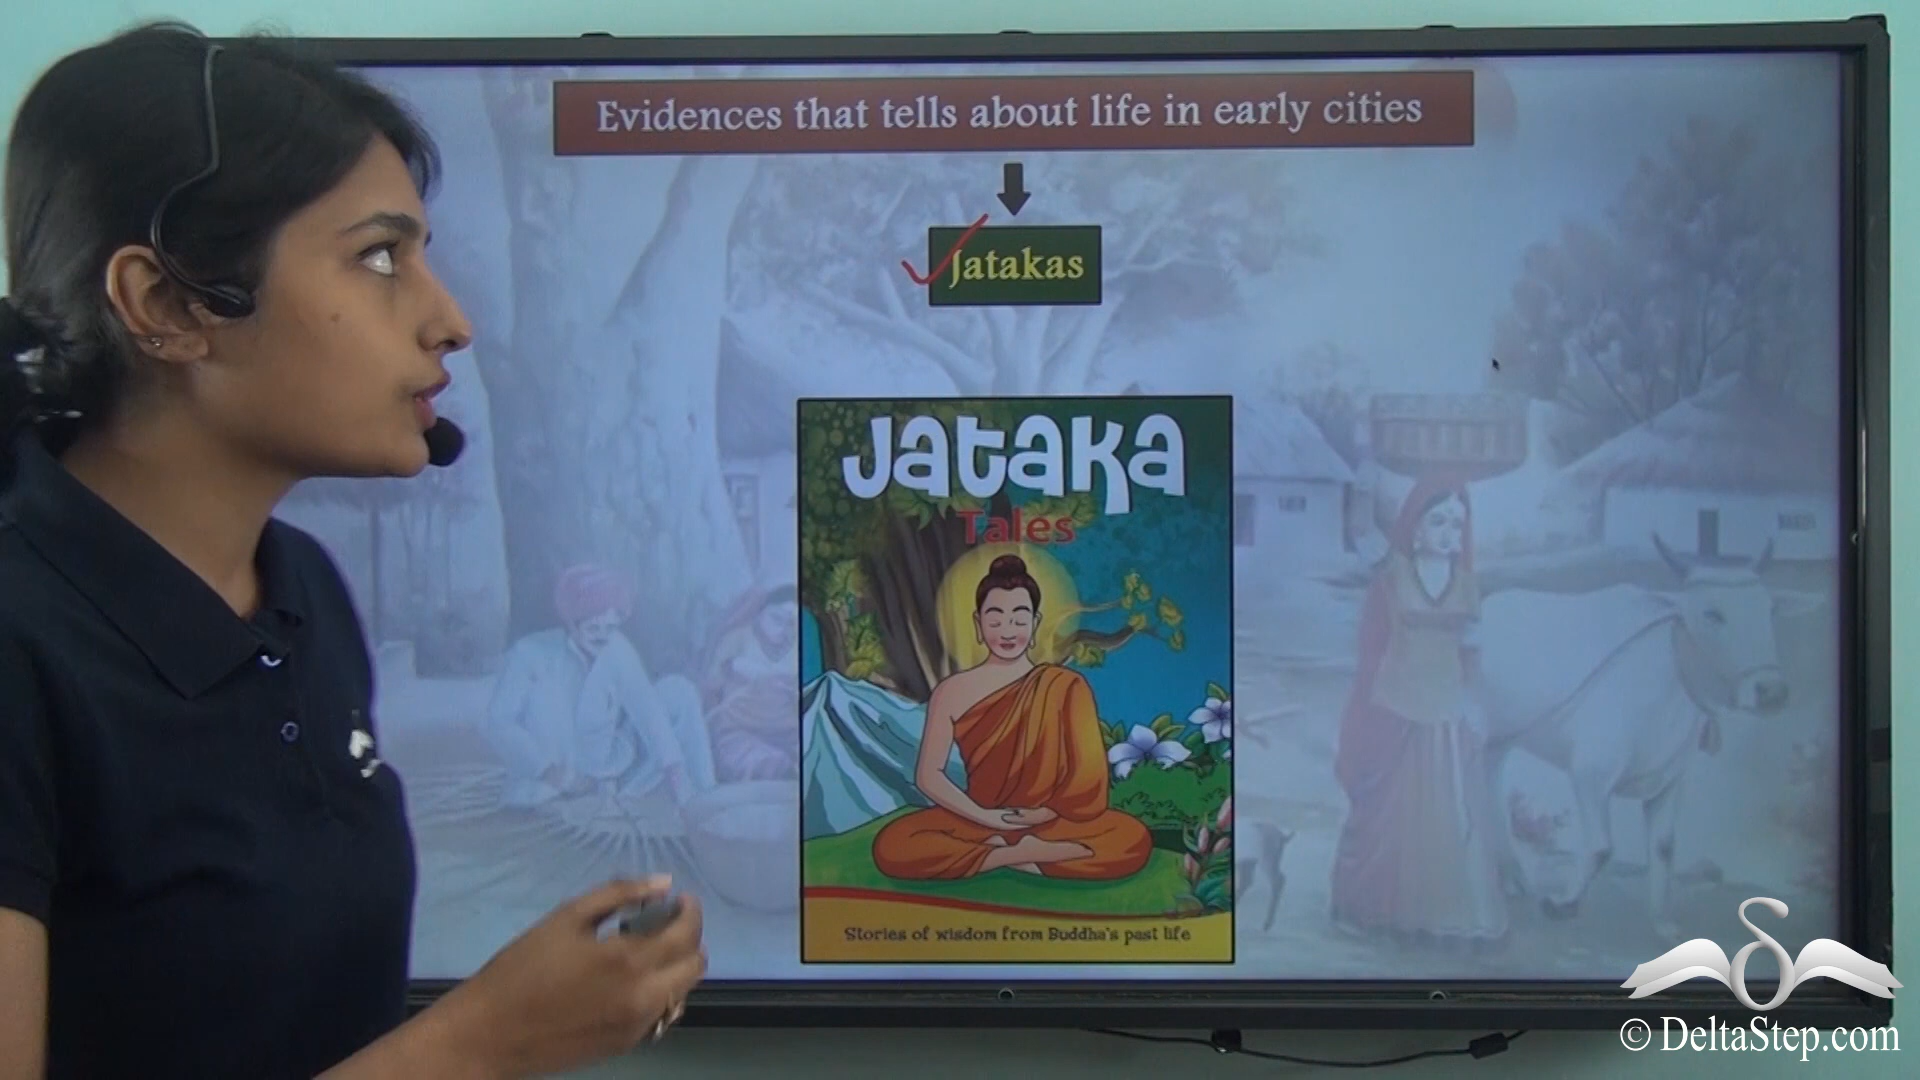 Evidences that tells about life in early cities
Jatakas
Jataka
Tales
Stories of wisdom from Buddha's past life
© DeltaStep.com